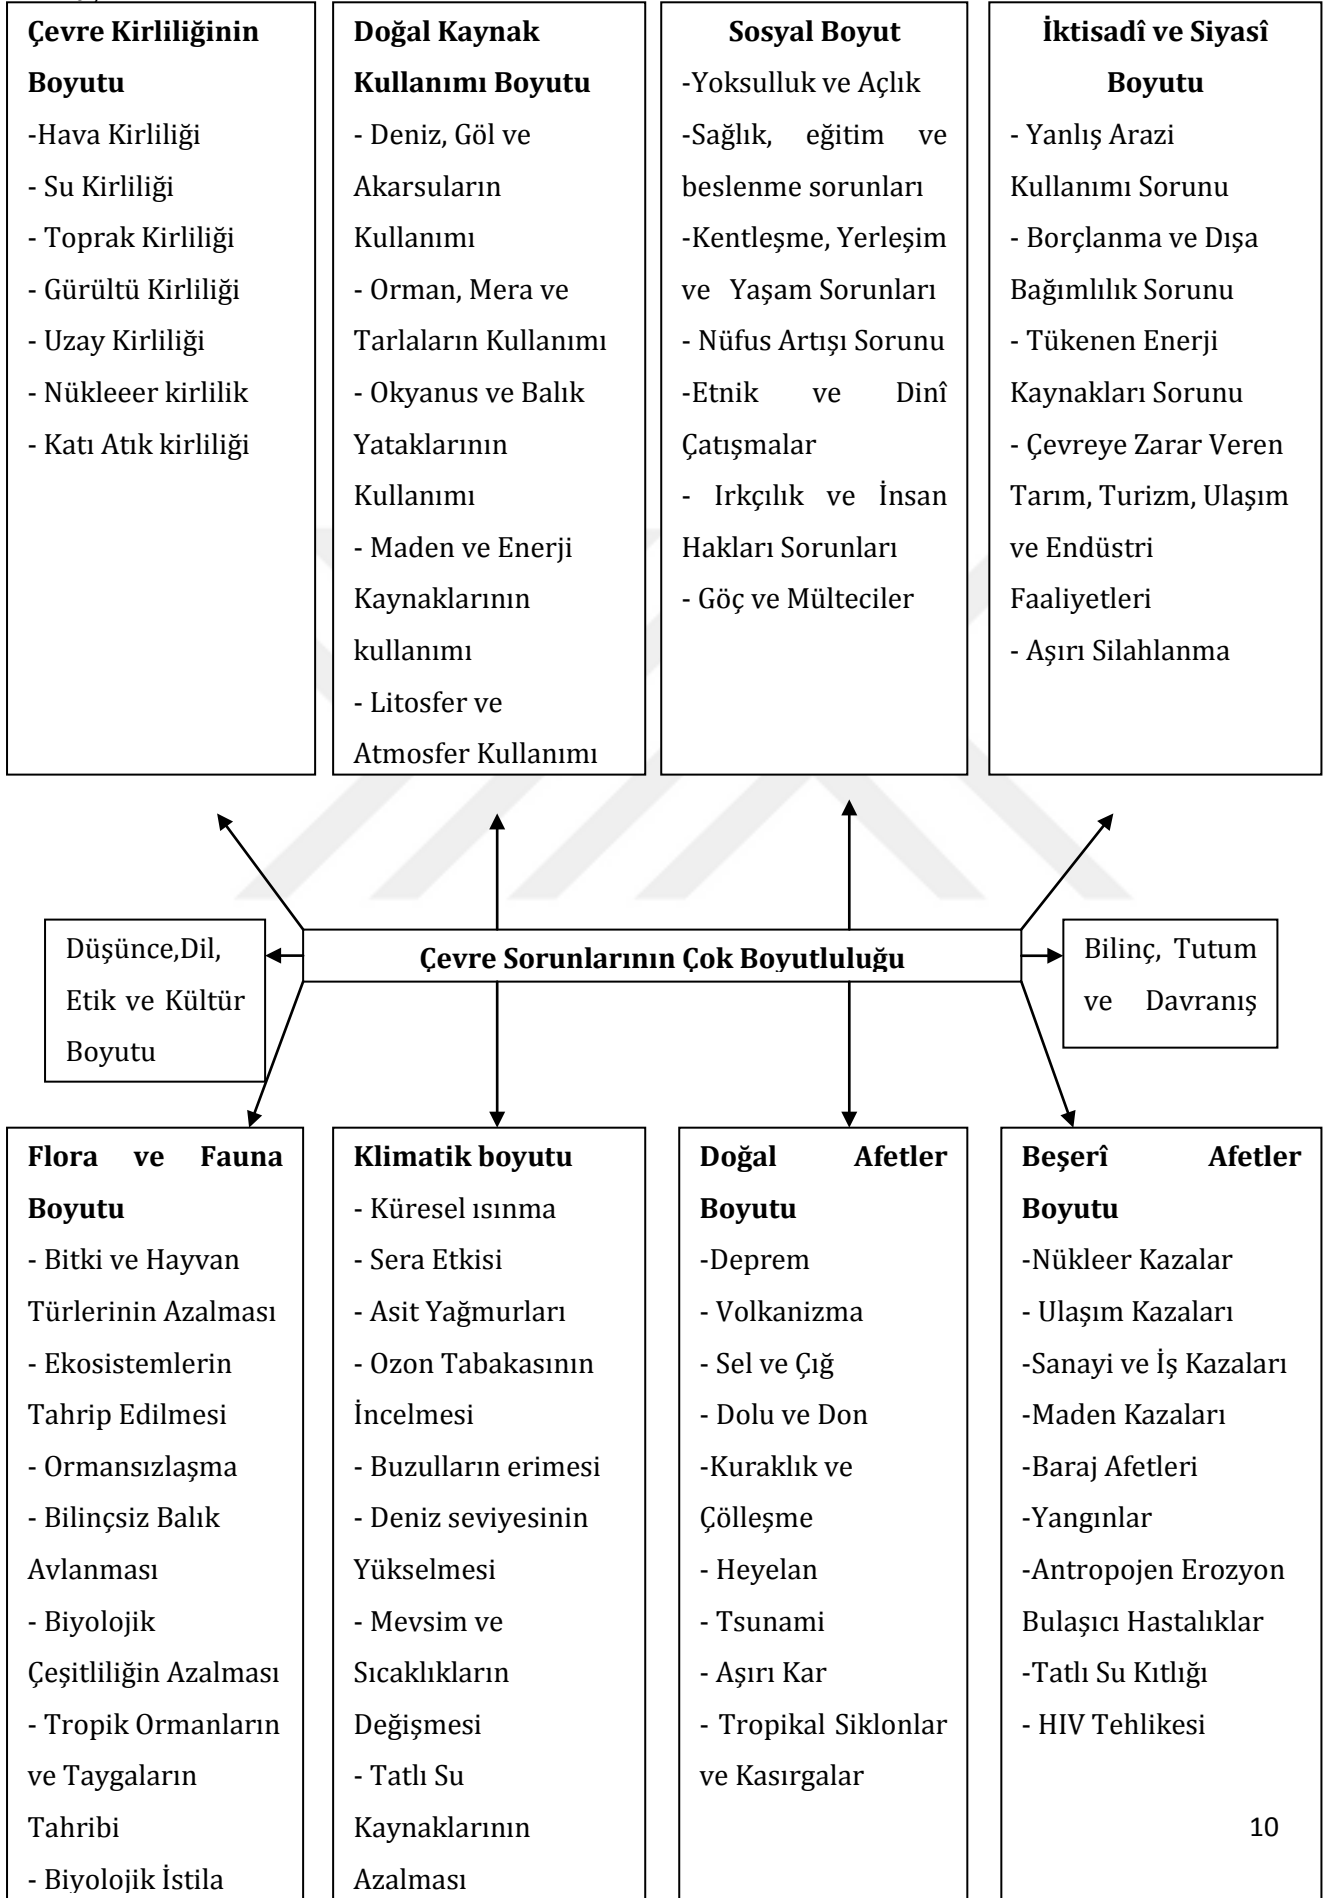 Çevre Kirliliğinin
Boyutu
-Hava Kirliliği
- Su Kirliliği
- Toprak Kirliliği
- Gürültü Kirliliği
- Uzay Kirliliği
- Nükleeer kirlilik
- Katı Atık kirliliği
Doğal Kaynak
Kullanımı Boyutu
- Deniz, Göl ve
Akarsuların
Kullanımı
- Orman, Mera ve
Tarlaların Kullanımı
- Okyanus ve Balık
Yataklarının
Kullanımı
- Maden ve Enerji
Kaynaklarının
kullanımı
- Litosfer ve
Atmosfer Kullanımı
Sosyal Boyut
-Yoksulluk ve Açlık
-Sağlık, eğitim ve
beslenme sorunları
-Kentleşme, Yerleşim
ve Yaşam Sorunları
- Nüfus Artışı Sorunu
-Etnik ve Dinî
Çatışmalar
- Irkçılık ve İnsan
Hakları Sorunları
- Göç ve Mülteciler
İktisadî ve Siyasî
Boyutu
- Yanlış Arazi
Kullanımı Sorunu
- Borçlanma ve Dışa
Bağımlılık Sorunu
- Tükenen Enerji
Kaynakları Sorunu
- Çevreye Zarar Veren
Tarım, Turizm, Ulaşım
ve Endüstri
Faaliyetleri
- Aşırı Silahlanma
Düşünce,Dil,
Etik ve Kültür
Boyutu
Çevre Sorunlarının Çok Boyutluluğu
Bilinç, Tutum
ve Davranış
Flora ve Fauna
Boyutu
- Bitki ve Hayvan
Türlerinin Azalması
- Ekosistemlerin
Tahrip Edilmesi
- Ormansızlaşma
- Bilinçsiz Balık
Avlanması
- Biyolojik
Çeşitliliğin Azalması
- Tropik Ormanların
ve Taygaların
Tahribi
- Biyolojik İstila
Klimatik boyutu
- Küresel ısınma
- Sera Etkisi
- Asit Yağmurları
- Ozon Tabakasının
İncelmesi
- Buzulların erimesi
- Deniz seviyesinin
Yükselmesi
- Mevsim ve
Sıcaklıkların
Değişmesi
- Tatlı Su
Kaynaklarının
Azalması
Doğal Afetler
Boyutu
-Deprem
- Volkanizma
- Sel ve Çığ
- Dolu ve Don
-Kuraklık ve
Çölleşme
- Heyelan
- Tsunami
- Aşırı Kar
- Tropikal Siklonlar
ve Kasırgalar
Beşerî Afetler
Boyutu
-Nükleer Kazalar
- Ulaşım Kazaları
-Sanayi ve İş Kazaları
-Maden Kazaları
-Baraj Afetleri
-Yangınlar
-Antropojen Erozyon
Bulaşıcı Hastalıklar
-Tatlı Su Kıtlığı
- HIV Tehlikesi
10